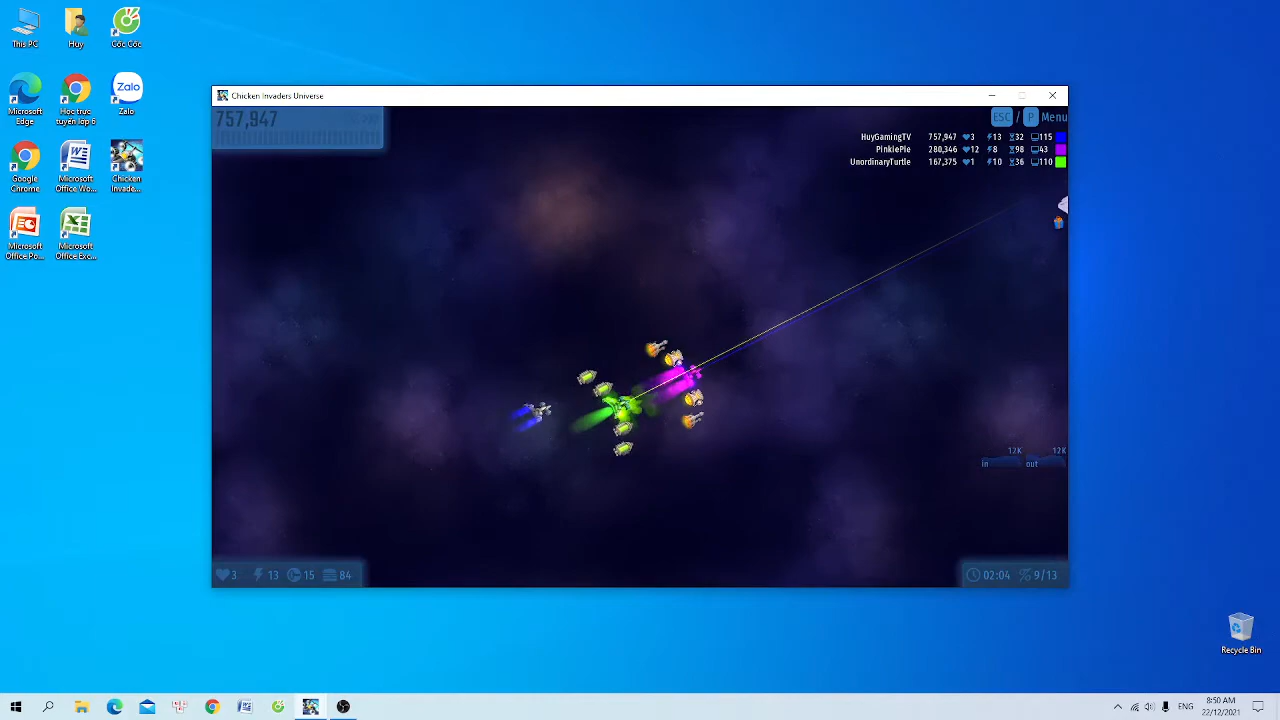 This PC
Huy
Cốc Cốc
Microsoft
Edge
Học trực
tuyến lớp 6
Zalo
Zalo
Google
Chrome
Microsoft
Office Wo...
Chicken
Invade...
Microsoft
Office Po...
Microsoft
Office Exc...
Chicken Invaders Universe
757,947
ESC / P Menu
HuyGamingTV 757,947 3 13 32 115
PinkiePie 280,346 12 8 98 43
UnordinaryTurtle 167,375 1 10 36 110
12K 12K
in out
3 13 15 84
02:04 9/13
Recycle Bin
ENG
8:50 AM
22/12/2021